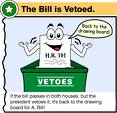 The Bill is Vetoed.
Back to the
drawing board!
H.R. 101
VETOES
If the bill passes in both houses, but the
president vetoes it, it's back to the drawing
board for A. Bill!